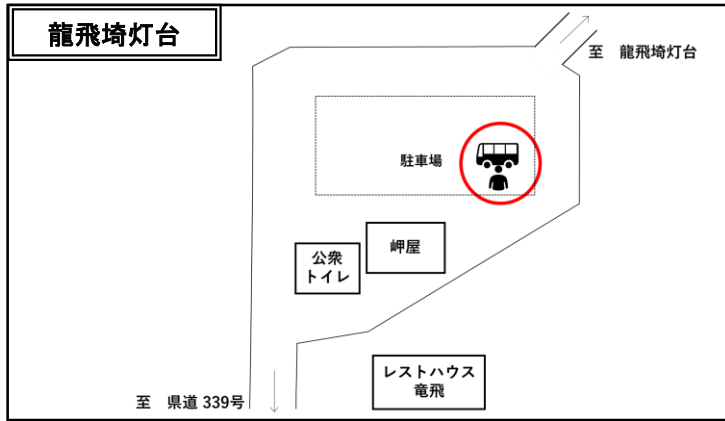 龍飛埼灯台
至　龍飛埼灯台
駐車場
岬屋
公衆
トイレ
レストハウス
竜飛
至　県道 339号